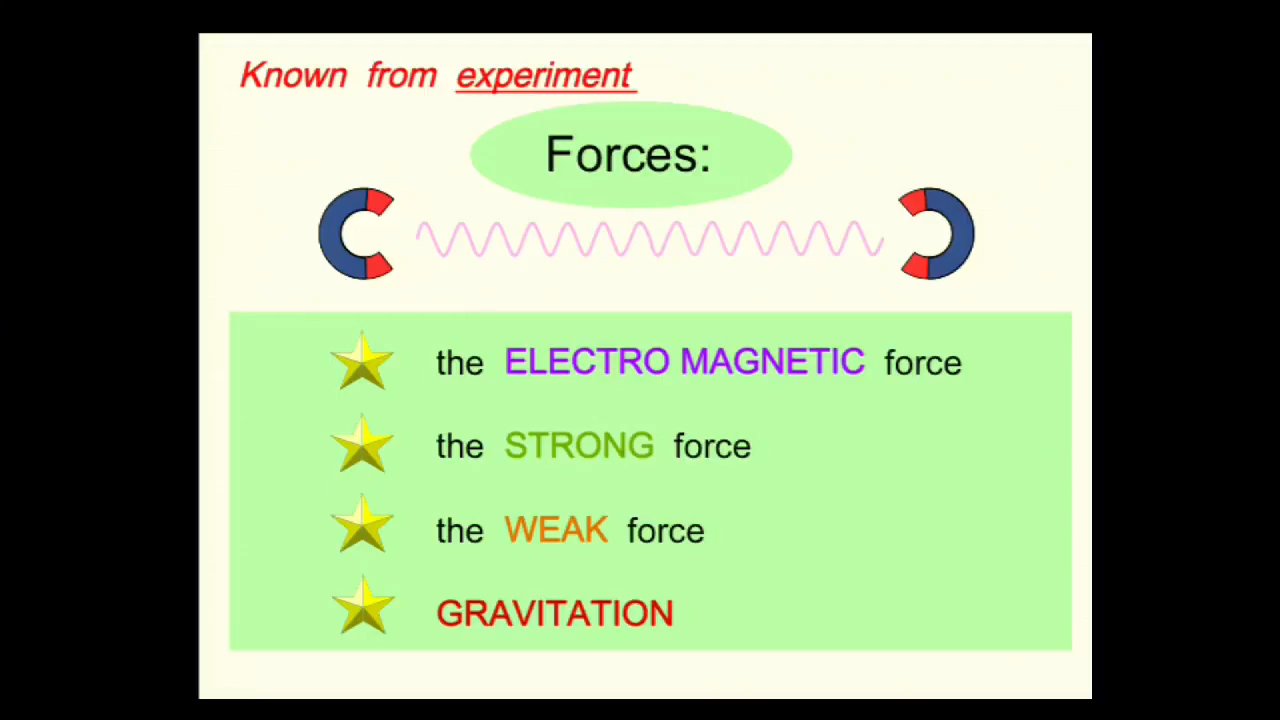 Known from experiment
Forces:
the ELECTRO MAGNETIC force
the STRONG force
the WEAK force
GRAVITATION